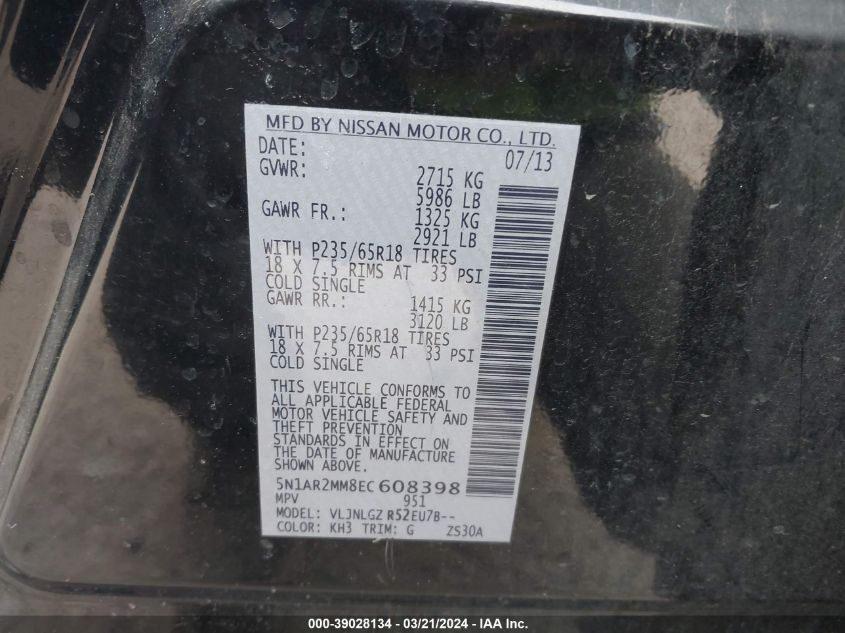 MFD BY NISSAN MOTOR CO., LTD.
DATE: 07/13
GVWR: 2715 KG
5986 LB
GAWR FR.: 1325 KG
2921 LB
WITH P235/65R18 TIRES
18 X 7.5 RIMS AT 33 PSI
COLD SINGLE
GAWR RR.: 1415 KG
3120 LB
WITH P235/65R18 TIRES
18 X 7.5 RIMS AT 33 PSI
COLD SINGLE
THIS VEHICLE CONFORMS TO
ALL APPLICABLE FEDERAL
MOTOR VEHICLE SAFETY AND
THEFT PREVENTION
STANDARDS IN EFFECT ON
THE DATE OF MANUFACTURE
SHOWN ABOVE.
5N1AR2MM8EC608398
MPV 951
MODEL: VLJNLGZ R52EU7B--
COLOR: KH3 TRIM: G ZS30A
000-39028134 - 03/21/2024 - IAA Inc.